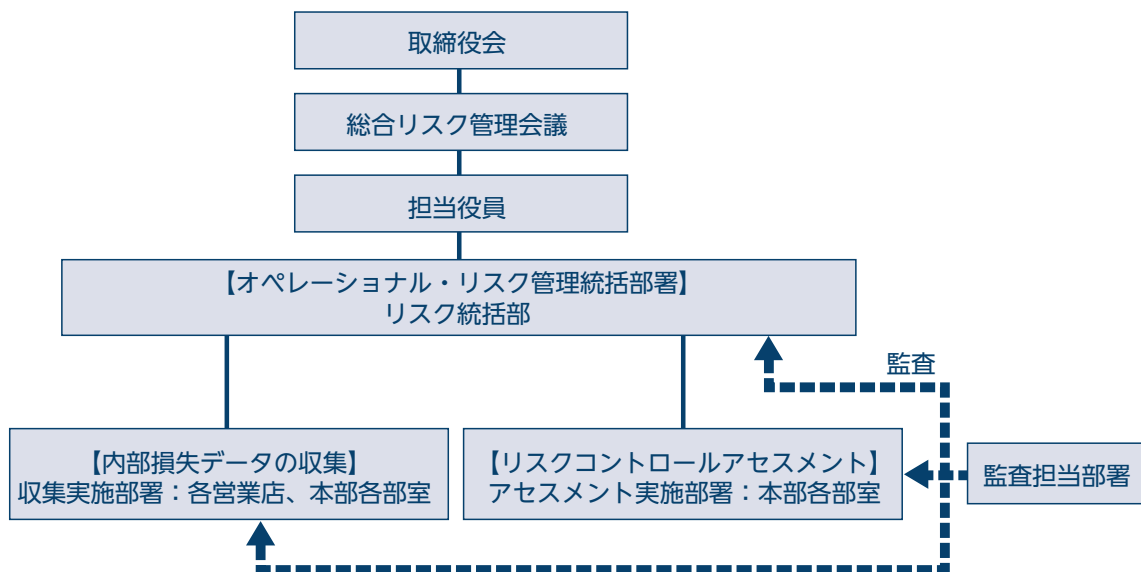 取締役会
総合リスク管理会議
担当役員
【オペレーショナル・リスク管理統括部署】
リスク統括部
監査
【内部損失データの収集】
収集実施部署：各営業店、本部各部室
【リスクコントロールアセスメント】
アセスメント実施部署：本部各部室
監査担当部署